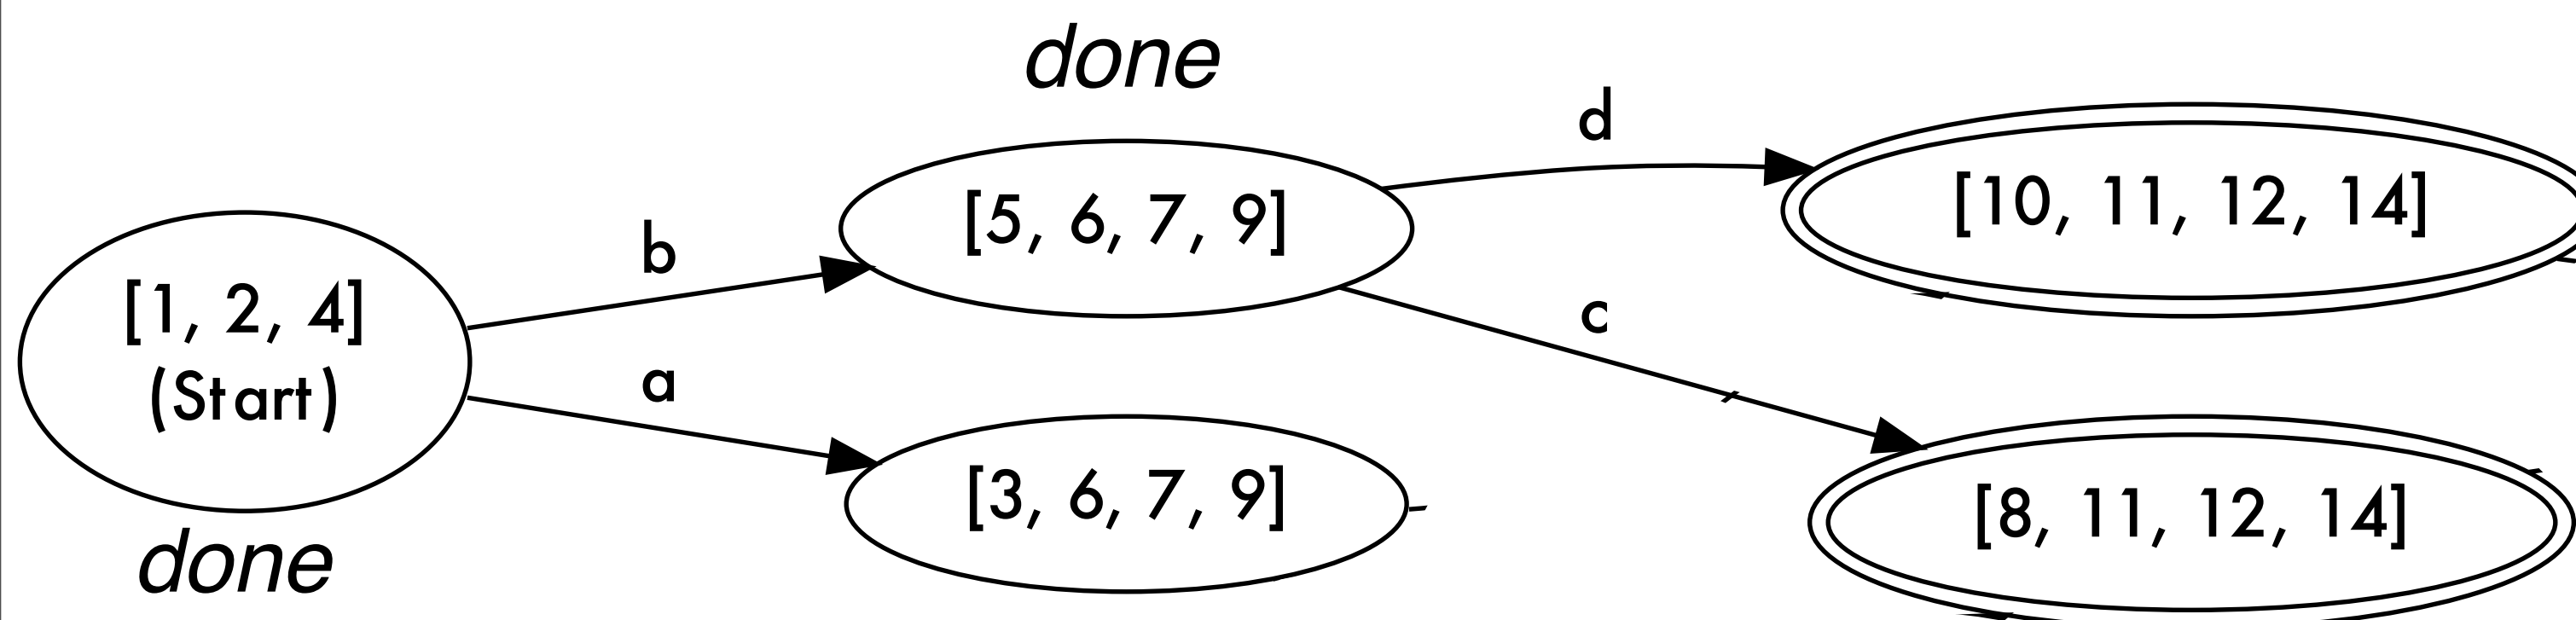 done
d
[10, 11, 12, 14]
[5, 6, 7, 9]
b
[1, 2, 4]
(Start)
c
a
[3, 6, 7, 9]
[8, 11, 12, 14]
done